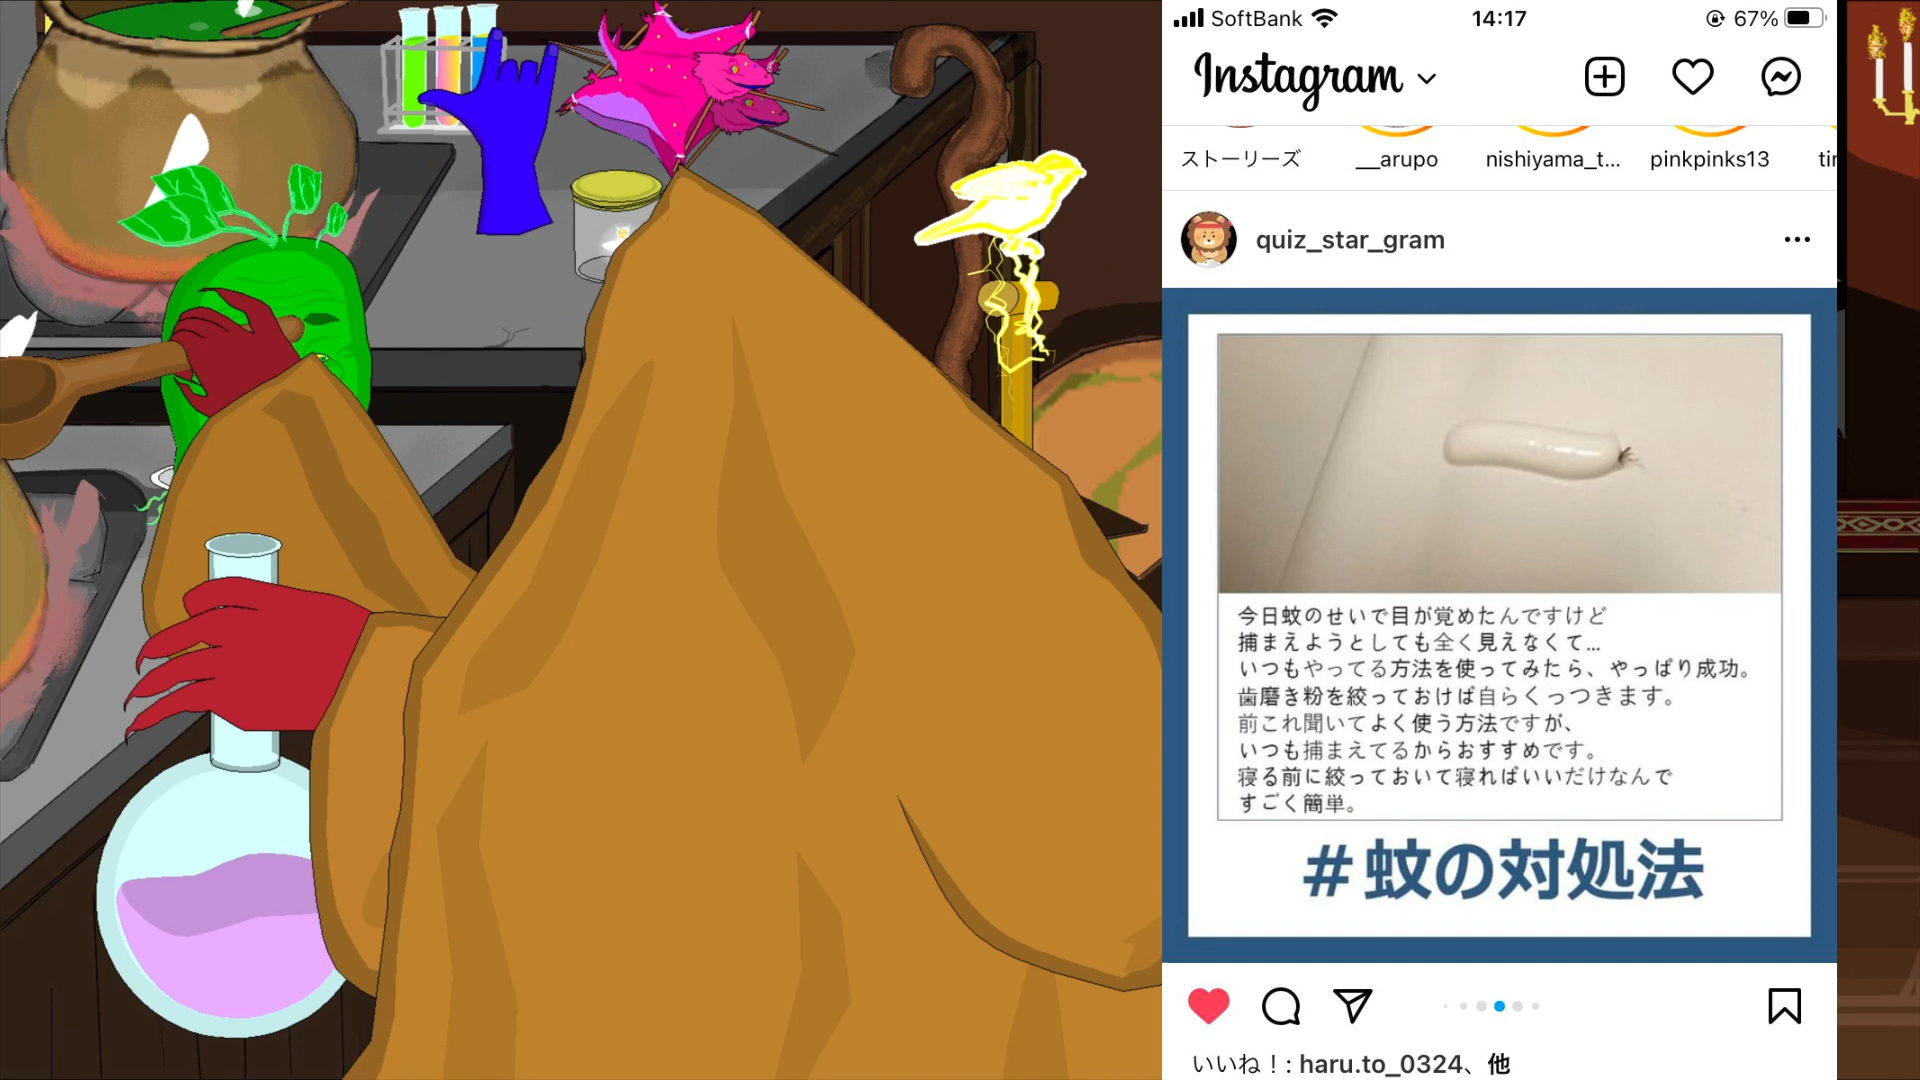 SoftBank 14:17 67%
Instagram
ストーリーズ __arupo nishiyama_t... pinkpinks13 tir
quiz_star_gram
今日蚊のせいで目が覚めたんですけど
捕まえようとしても全く見えなくて...
いつもやってる方法を使ってみたら、やっぱり成功。
歯磨き粉を絞っておけば自らくっつきます。
前これ聞いてよく使う方法ですが、
いつも捕まえてるからおすすめです。
寝る前に絞っておいて寝ればいいだけなんで
すごく簡単。
#蚊の対処法
いいね！: haru.to_0324、他